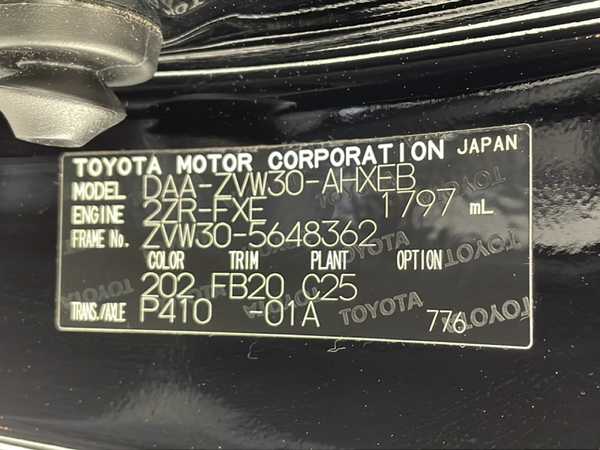 TOYOTA MOTOR CORPORATION JAPAN
MODEL DAA-ZVW30-AHXEB
ENGINE 2ZR-FXE 1797 mL
FRAME No. ZVW30-5648362
COLOR TRIM PLANT OPTION
202 FB20 C25
TRANS./AXLE P410 -01A 776